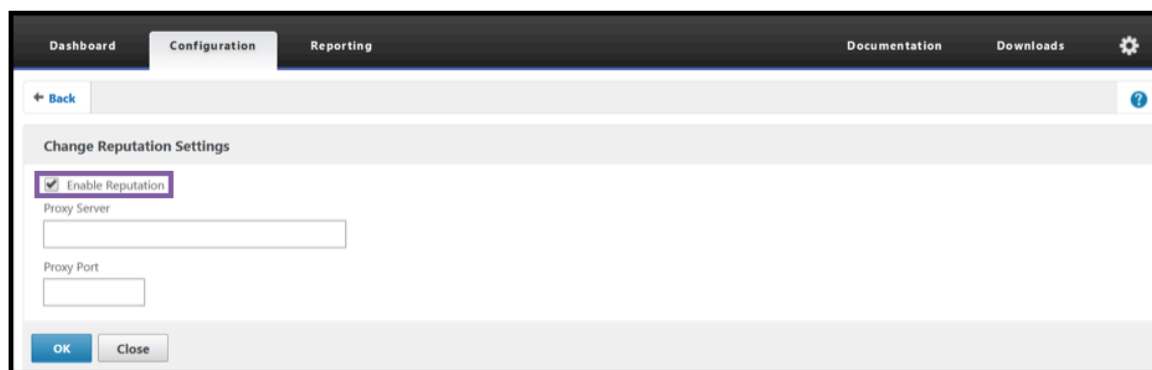 Dashboard Configuration Reporting Documentation Downloads
Back
Change Reputation Settings
Enable Reputation
Proxy Server
Proxy Port
OK Close